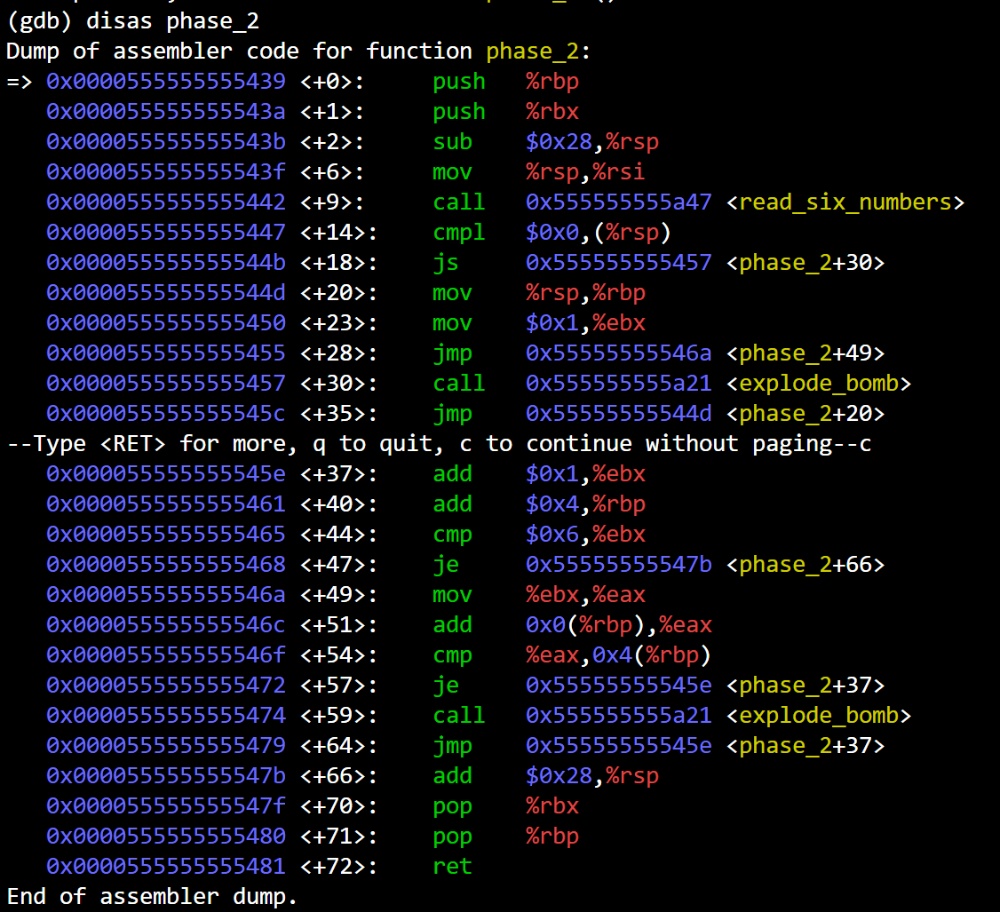 (gdb) disas phase_2
Dump of assembler code for function phase_2:
=> 0x0000555555555439 <+0>:     push   %rbp
   0x000055555555543a <+1>:     push   %rbx
   0x000055555555543b <+2>:     sub    $0x28,%rsp
   0x000055555555543f <+6>:     mov    %rsp,%rsi
   0x0000555555555442 <+9>:     call   0x555555555a47 <read_six_numbers>
   0x0000555555555447 <+14>:    cmpl   $0x0,(%rsp)
   0x000055555555544b <+18>:    js     0x555555555457 <phase_2+30>
   0x000055555555544d <+20>:    mov    %rsp,%rbp
   0x0000555555555450 <+23>:    mov    $0x1,%ebx
   0x0000555555555455 <+28>:    jmp    0x55555555546a <phase_2+49>
   0x0000555555555457 <+30>:    call   0x555555555a21 <explode_bomb>
   0x000055555555545c <+35>:    jmp    0x55555555544d <phase_2+20>
--Type <RET> for more, q to quit, c to continue without paging--c
   0x000055555555545e <+37>:    add    $0x1,%ebx
   0x0000555555555461 <+40>:    add    $0x4,%rbp
   0x0000555555555465 <+44>:    cmp    $0x6,%ebx
   0x0000555555555468 <+47>:    je     0x55555555547b <phase_2+66>
   0x000055555555546a <+49>:    mov    %ebx,%eax
   0x000055555555546c <+51>:    add    0x0(%rbp),%eax
   0x000055555555546f <+54>:    cmp    %eax,0x4(%rbp)
   0x0000555555555472 <+57>:    je     0x55555555545e <phase_2+37>
   0x0000555555555474 <+59>:    call   0x555555555a21 <explode_bomb>
   0x0000555555555479 <+64>:    jmp    0x55555555545e <phase_2+37>
   0x000055555555547b <+66>:    add    $0x28,%rsp
   0x000055555555547f <+70>:    pop    %rbx
   0x0000555555555480 <+71>:    pop    %rbp
   0x0000555555555481 <+72>:    ret
End of assembler dump.